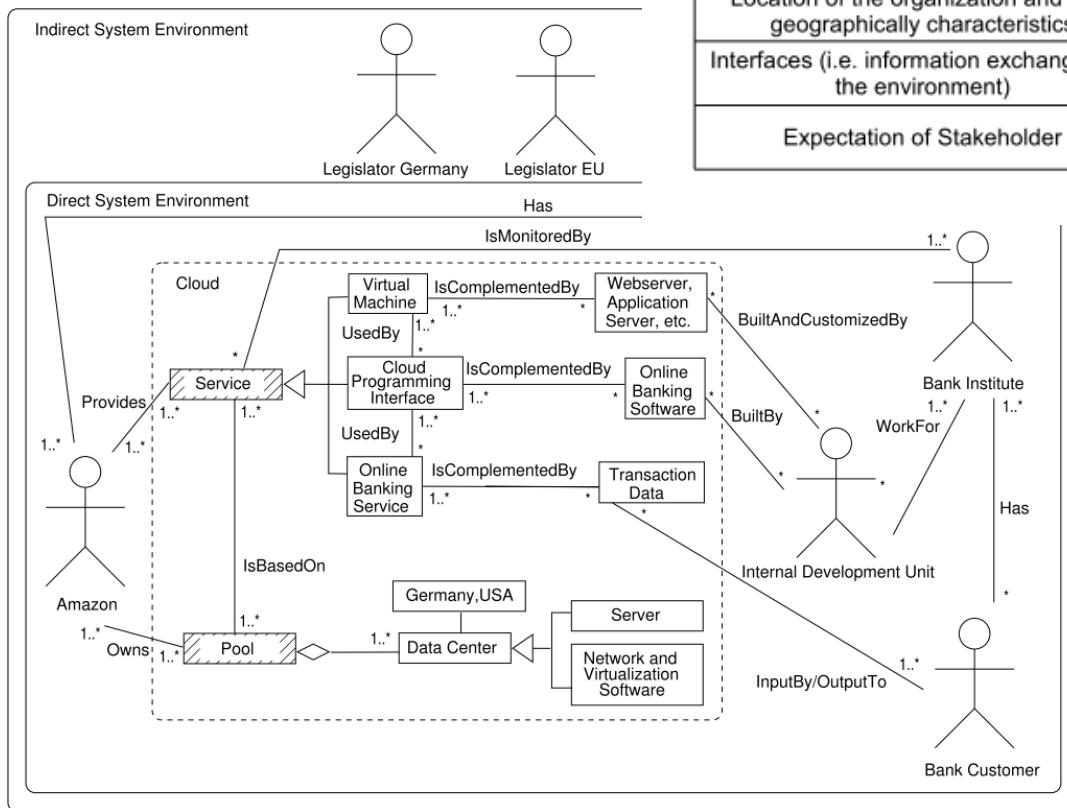 Location of the organization and
geographically characteristics
Interfaces (i.e. information exchang
the environment)
Expectation of Stakeholder
Indirect System Environment
Legislator Germany
Legislator EU
Direct System Environment
Has
IsMonitoredBy
1..*
Cloud
Virtual
Machine
IsComplementedBy
1..*
*
Webserver,
Application
Server, etc.
*
BuiltAndCustomizedBy
UsedBy
1..*
*
*
Service
Cloud
Programming
Interface
IsComplementedBy
1..*
*
Online
Banking
Software
*
BuiltBy
Bank Institute
Provides
1..*
1..*
1..*
1..*
*
WorkFor
1..*
1..*
UsedBy
1..*
*
Online
Banking
Service
IsComplementedBy
1..*
*
Transaction
Data
*
*
*
Has
IsBasedOn
Internal Development Unit
Amazon
1..*
Owns
1..*
1..*
Pool
Germany,USA
1..*
Data Center
Server
Network and
Virtualization
Software
*
InputBy/OutputTo
1..*
Bank Customer